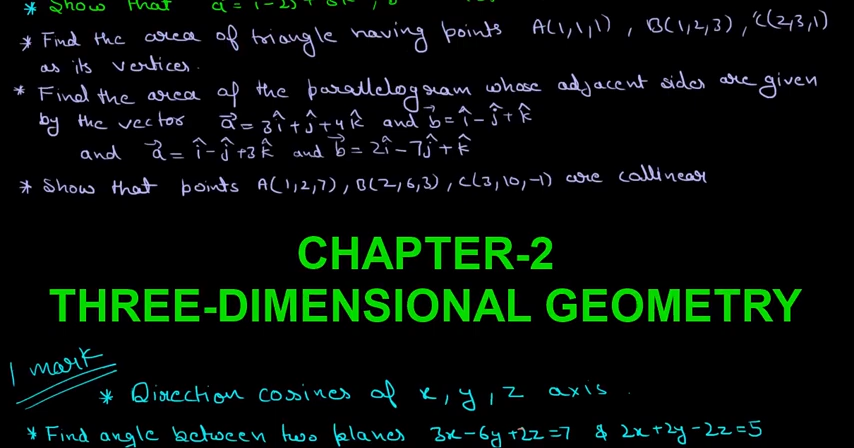 * Show that a = i - 2j +
* Find the area of triangle having points A(1,1,1), B(1,2,3), C(2,3,1)
as its vertices.
* Find the area of the parallelogram whose adjacent sides are given
by the vector a⃗ = 3î + ĵ + 4k̂ and b⃗ = î - ĵ + k̂
and a⃗ = î - ĵ + 3k̂ and b⃗ = 2î - 7ĵ + k̂
* Show that points A(1,2,7), B(2,6,3), C(3,10,-1) are callinear
CHAPTER-2
THREE-DIMENSIONAL GEOMETRY
1 mark
* Direction cosines of x, y, z axis.
* Find angle between two planes 3x - 6y + 2z = 7 & 2x + 2y - 2z = 5